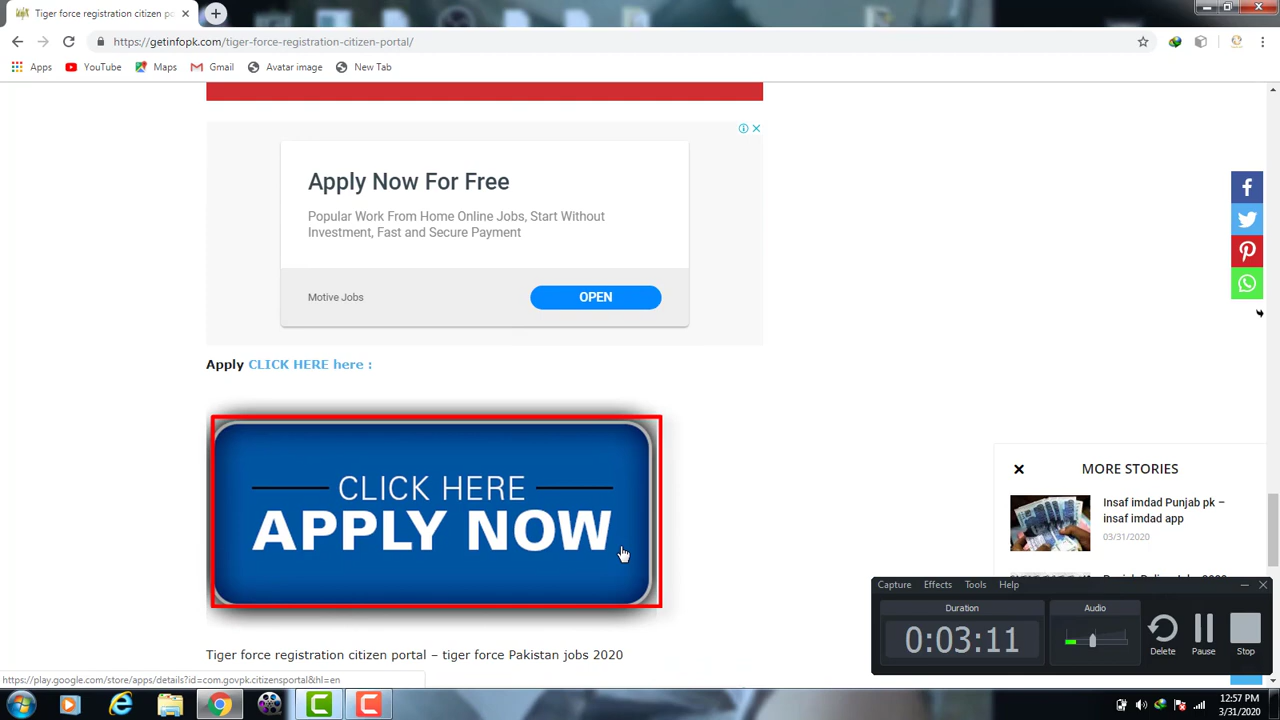 Tiger force registration citizen po
https://getinfopk.com/tiger-force-registration-citizen-portal/
Apps
YouTube
Maps
Gmail
Avatar image
New Tab
Apply Now For Free
Popular Work From Home Online Jobs, Start Without
Investment, Fast and Secure Payment
Motive Jobs
OPEN
Apply CLICK HERE here :
CLICK HERE
APPLY NOW
Tiger force registration citizen portal – tiger force Pakistan jobs 2020
MORE STORIES
Insaf imdad Punjab pk –
insaf imdad app
03/31/2020
Capture Effects Tools Help
Duration
0:03:11
Audio
Delete
Pause
Stop
https://play.google.com/store/apps/details?id=com.govpk.citizensportal&hl=en
12:57 PM
3/31/2020